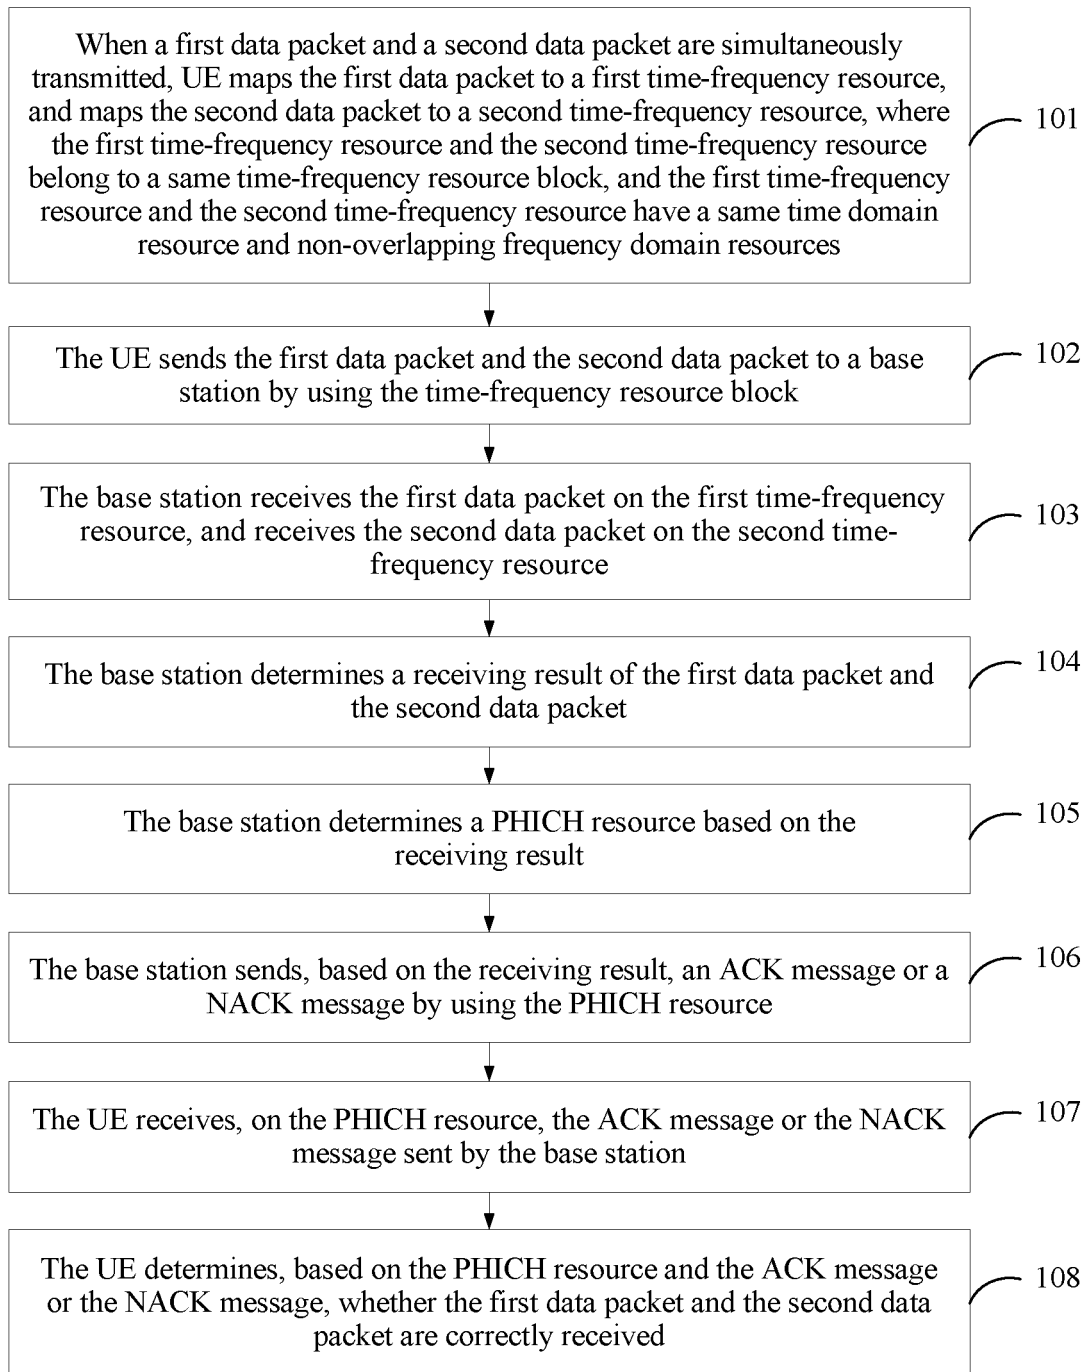 When a first data packet and a second data packet are simultaneously
transmitted, UE maps the first data packet to a first time-frequency resource,
and maps the second data packet to a second time-frequency resource, where
the first time-frequency resource and the second time-frequency resource
belong to a same time-frequency resource block, and the first time-frequency
resource and the second time-frequency resource have a same time domain
resource and non-overlapping frequency domain resources
101
The UE sends the first data packet and the second data packet to a base
station by using the time-frequency resource block
102
The base station receives the first data packet on the first time-frequency
resource, and receives the second data packet on the second time-
frequency resource
103
The base station determines a receiving result of the first data packet and
the second data packet
104
The base station determines a PHICH resource based on the
receiving result
105
The base station sends, based on the receiving result, an ACK message or a
NACK message by using the PHICH resource
106
The UE receives, on the PHICH resource, the ACK message or the NACK
message sent by the base station
107
The UE determines, based on the PHICH resource and the ACK message
or the NACK message, whether the first data packet and the second data
packet are correctly received
108